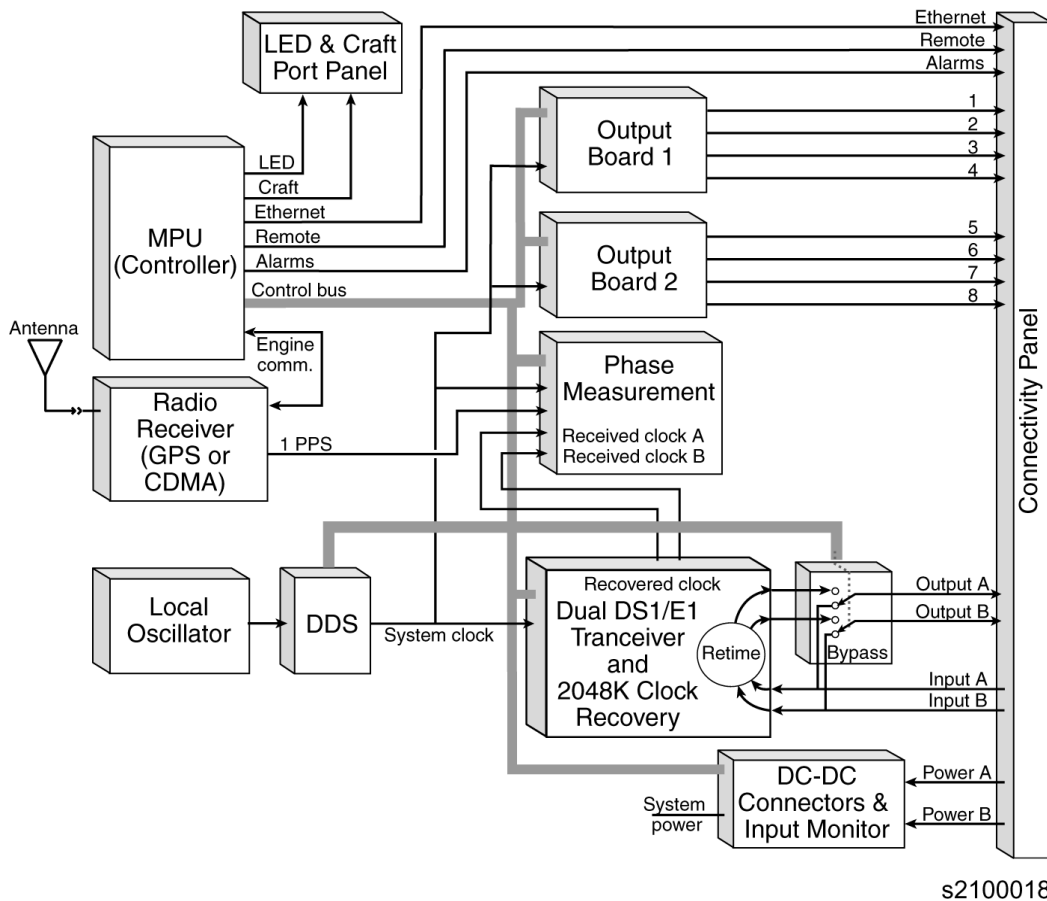 Ethernet
Remote
Alarms
LED & Craft
Port Panel
1
2
3
4
Output
Board 1
LED
Craft
Ethernet
Remote
Alarms
Control bus
MPU
(Controller)
5
6
7
8
Output
Board 2
Antenna
Engine
comm.
Phase
Measurement
Received clock A
Received clock B
Radio
Receiver
(GPS or
CDMA)
1 PPS
Connectivity Panel
Local
Oscillator
DDS
System clock
Recovered clock
Dual DS1/E1
Tranceiver
and
2048K Clock
Recovery
Retime
Bypass
Output A
Output B
Input A
Input B
DC-DC
Connectors &
Input Monitor
System
power
Power A
Power B
s2100018